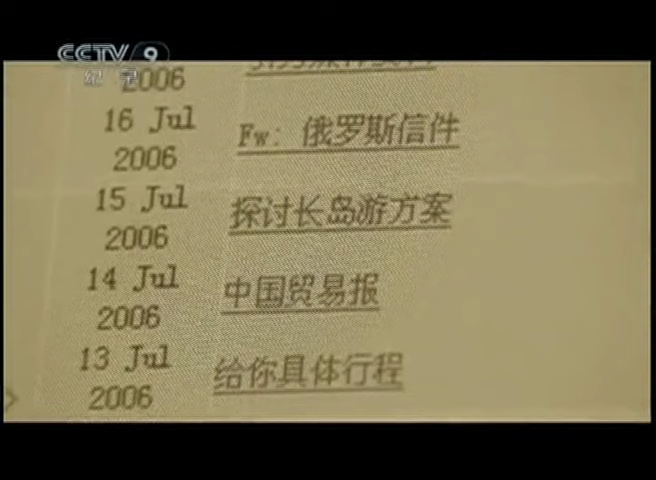 CCTV 9
纪录
2006
16 Jul
2006
Fw: 俄罗斯信件
15 Jul
2006
探讨长岛游方案
14 Jul
2006
中国贸易报
13 Jul
2006
给你具体行程